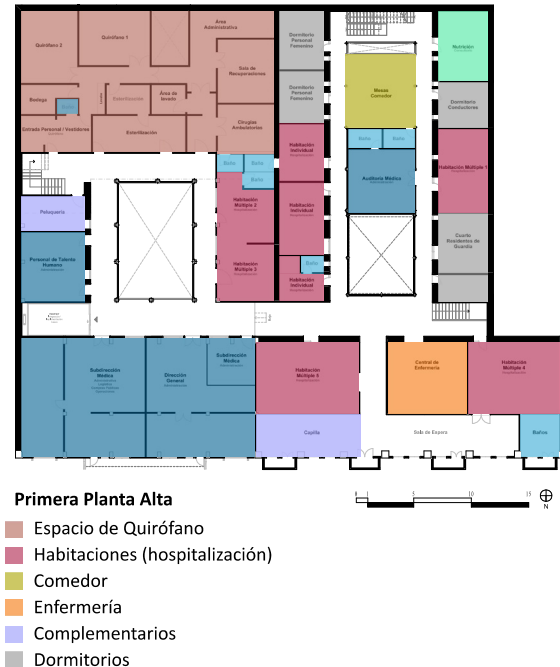 Área
Administrativa
Quirófano 2
Quirófano 1
Dormitorio
Personal
Femenino
Nutrición
Sala de
Recuperaciones
Dormitorio
Personal
Femenino
Mesas
Comedor
Bodega
Baño
Esterilización
Área de
lavado
Dormitorio
Conductores
Entrada Personal / Vestidores
Esterilización
Cirugías
Ambulatorias
Habitación
Individual
Baño
Baño
Baño
Baño
Baño
Auditoría Médica
Habitación Múltiple 1
Peluquería
Habitación
Múltiple 2
Habitación
Individual
Personal de Talento
Humano
Habitación
Múltiple 3
Baño
Habitación
Individual
Cuarto
Residentes de
Guardia
Subdirección
Médica
Dirección
General
Subdirección
Médica
Habitación
Múltiple 5
Central de
Enfermería
Habitación
Múltiple 4
Capilla
Sala de Espera
Baños
Primera Planta Alta
0 1 5 10 15
N
Espacio de Quirófano
Habitaciones (hospitalización)
Comedor
Enfermería
Complementarios
Dormitorios